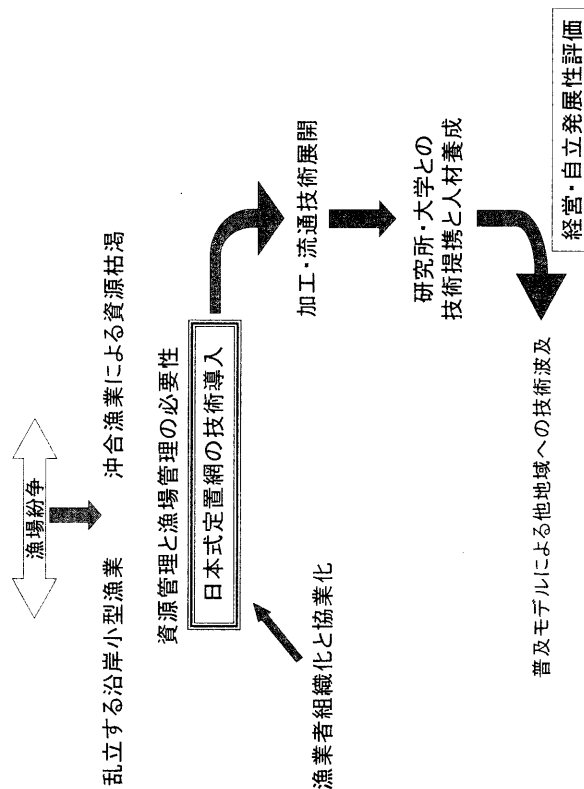 漁場紛争
乱立する沿岸小型漁業
沖合漁業による資源枯渇
資源管理と漁場管理の必要性
日本式定置網の技術導入
漁業者組織化と協業化
加工・流通技術展開
研究所・大学との
技術提携と人材養成
普及モデルによる他地域への技術波及
経営・自立発展性評価